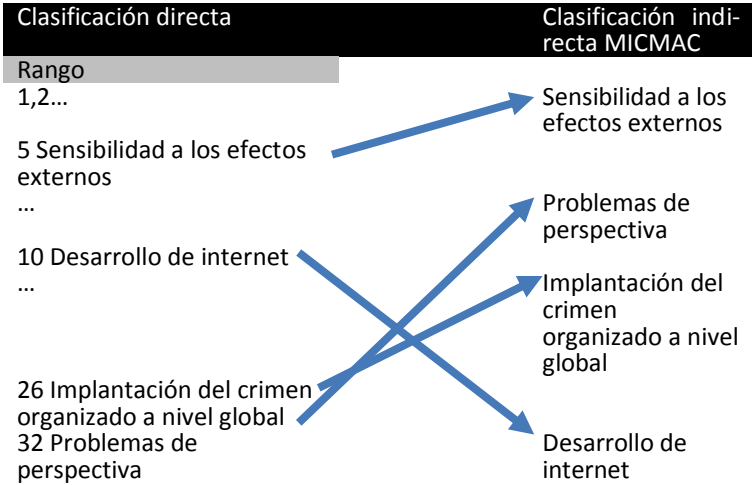 Clasificación directa
Clasificación indi-
recta MICMAC
Rango
1,2...
5 Sensibilidad a los efectos
externos
...
10 Desarrollo de internet
...
26 Implantación del crimen
organizado a nivel global
32 Problemas de
perspectiva
Sensibilidad a los
efectos externos
Problemas de
perspectiva
Implantación del
crimen
organizado a nivel
global
Desarrollo de
internet